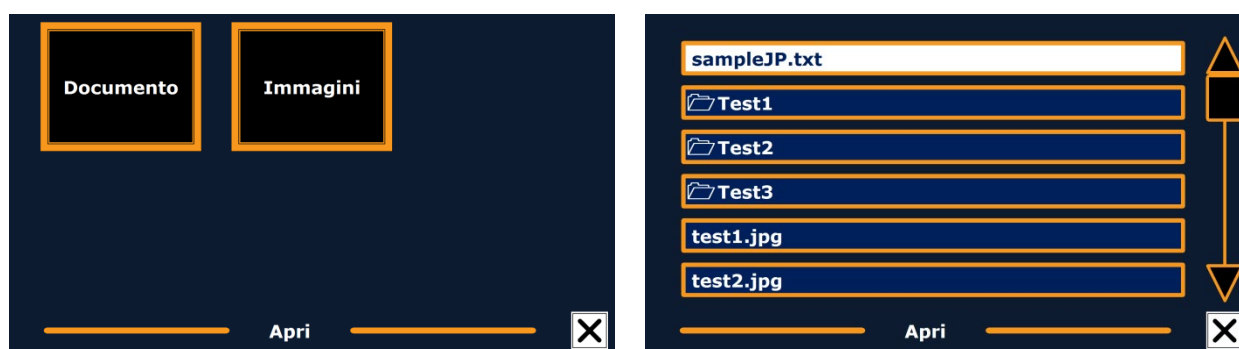 Documento
Immagini
Apri
sampleJP.txt
Test1
Test2
Test3
test1.jpg
test2.jpg
Apri